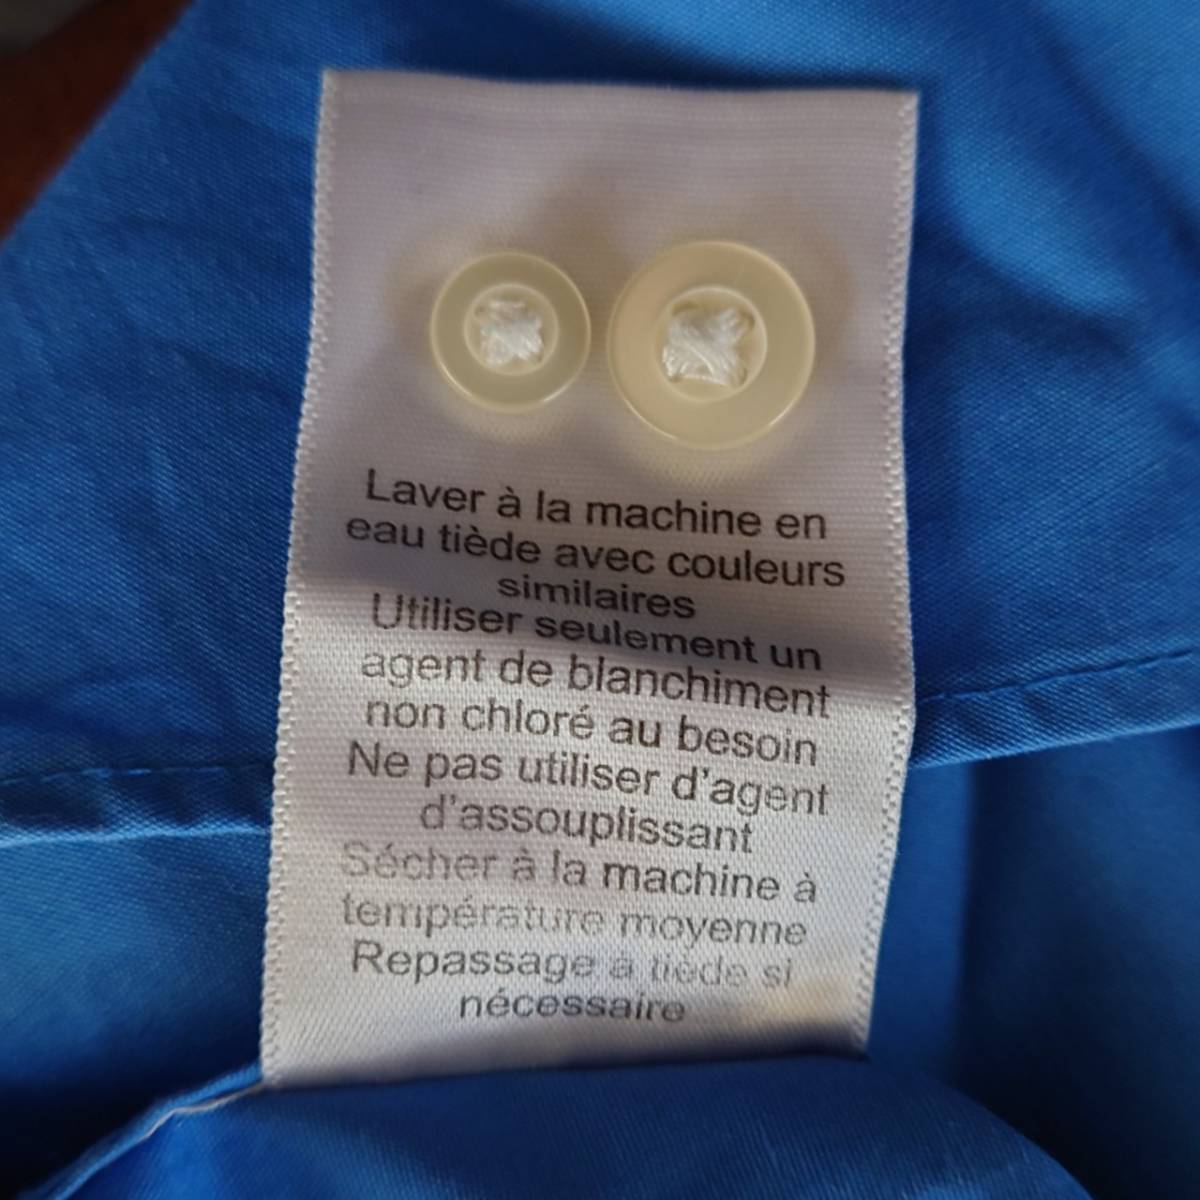 Laver à la machine en
eau tiède avec couleurs
similaires
Utiliser seulement un
agent de blanchiment
non chloré au besoin
Ne pas utiliser d'agent
d'assouplissant
Sécher à la machine à
température moyenne
Repassage à tiède si
nécessaire